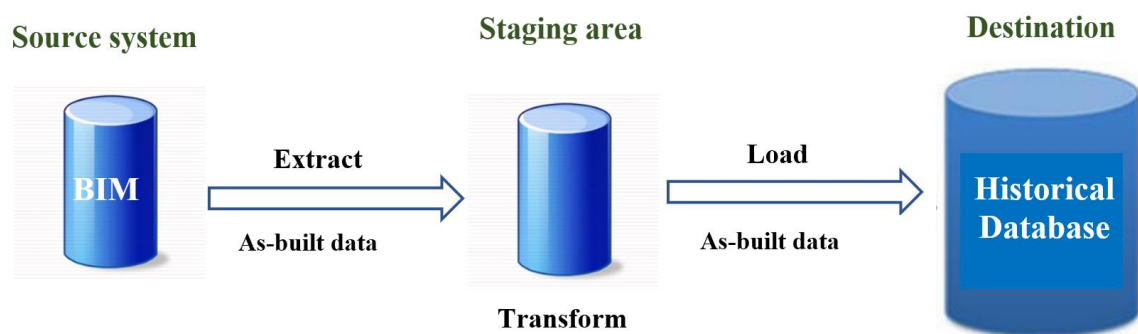 Source system
Staging area
Destination
BIM
Extract
As-built data
Transform
Load
As-built data
Historical
Database